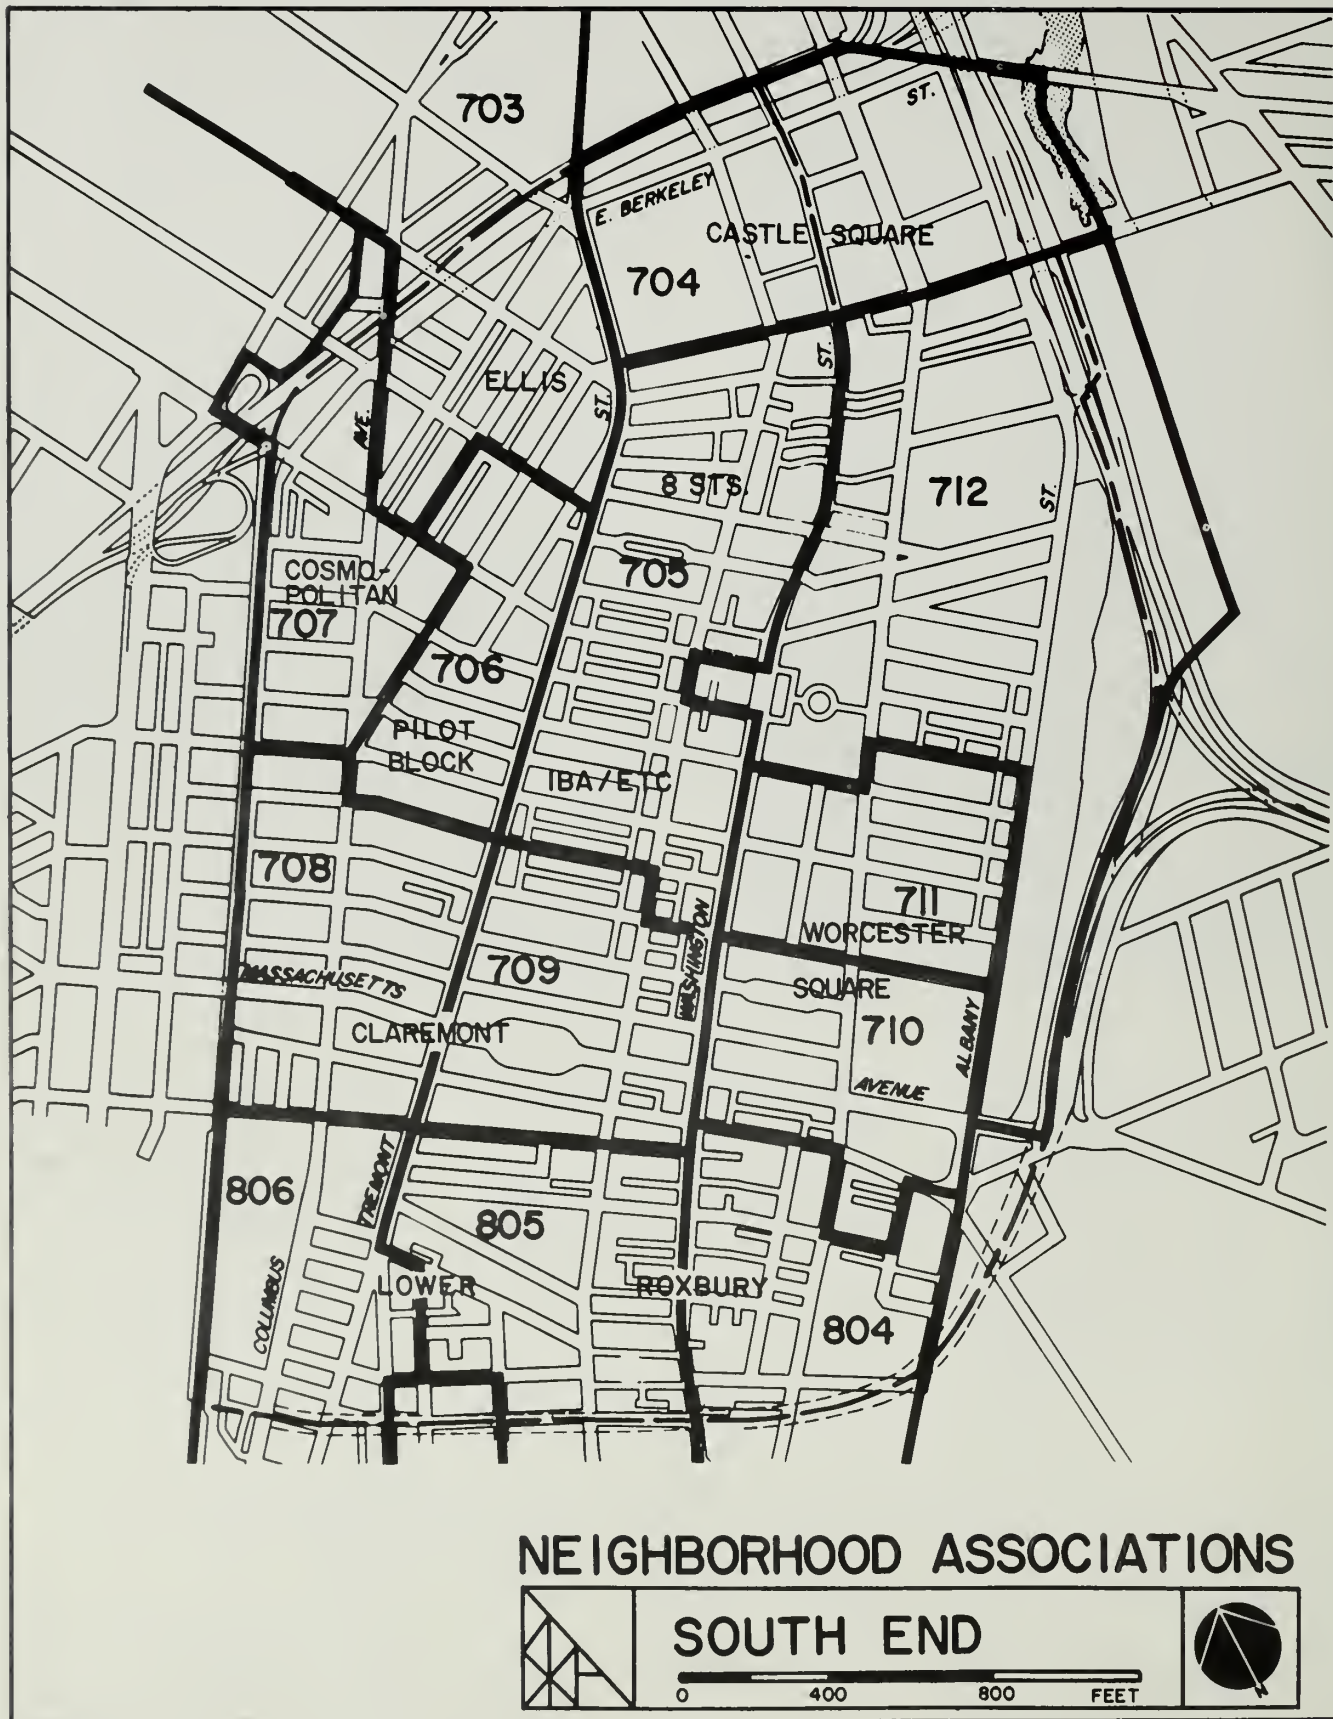 703
ST.
E. BERKELEY
CASTLE SQUARE
704
ELLIS
ST.
ST.
AVE.
8 STS.
712
ST.
COSMO-
POLITAN
707
705
706
PILOT
BLOCK
IBA/ETC
708
711
WORCESTER
WASHINGTON
709
MASSACHUSETTS
SQUARE
CLAREMONT
710
ALBANY
AVENUE
806
TREMONT
805
COLUMBUS
LOWER
ROXBURY
804
NEIGHBORHOOD ASSOCIATIONS
SOUTH END
0 400 800 FEET
N